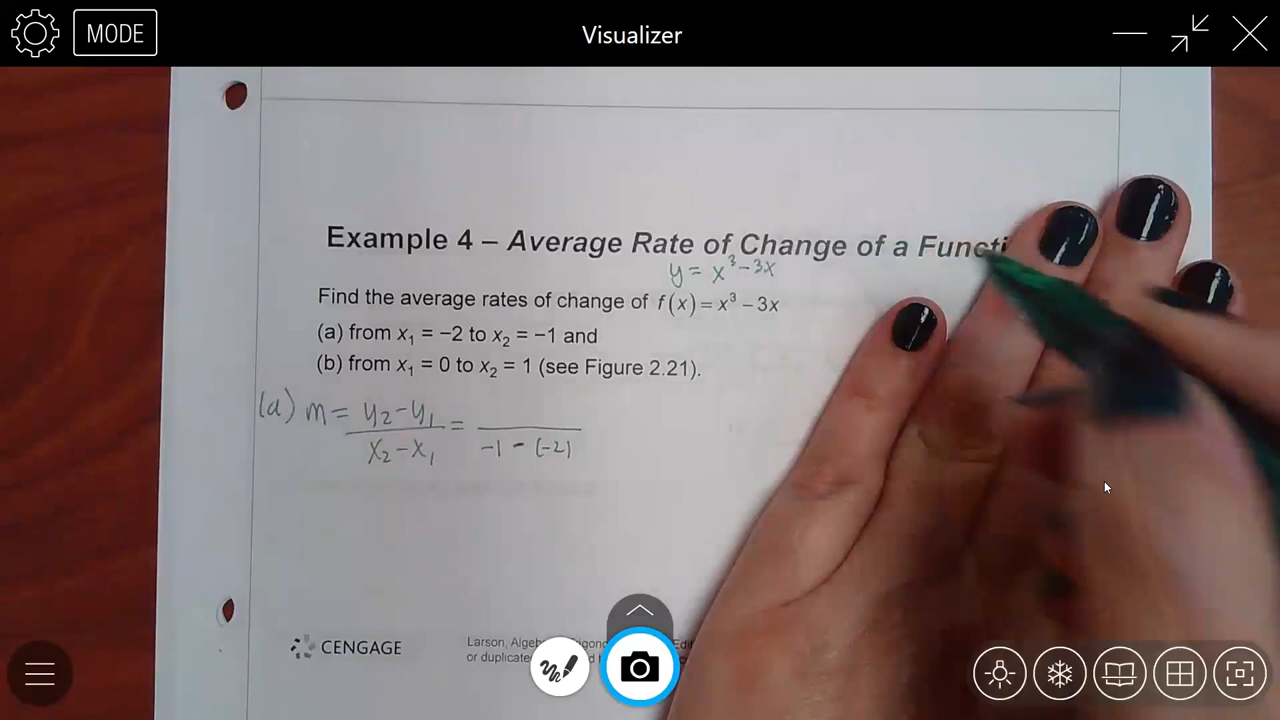 MODE
Visualizer
Example 4 – Average Rate of Change of a Functi
y = x³ – 3x
Find the average rates of change of f(x) = x³ – 3x
(a) from x₁ = –2 to x₂ = –1 and
(b) from x₁ = 0 to x₂ = 1 (see Figure 2.21).
(a) m = y₂ – y₁ =
x₂ – x₁ -1 - (-2)
CENGAGE
Larson,
or duplicate